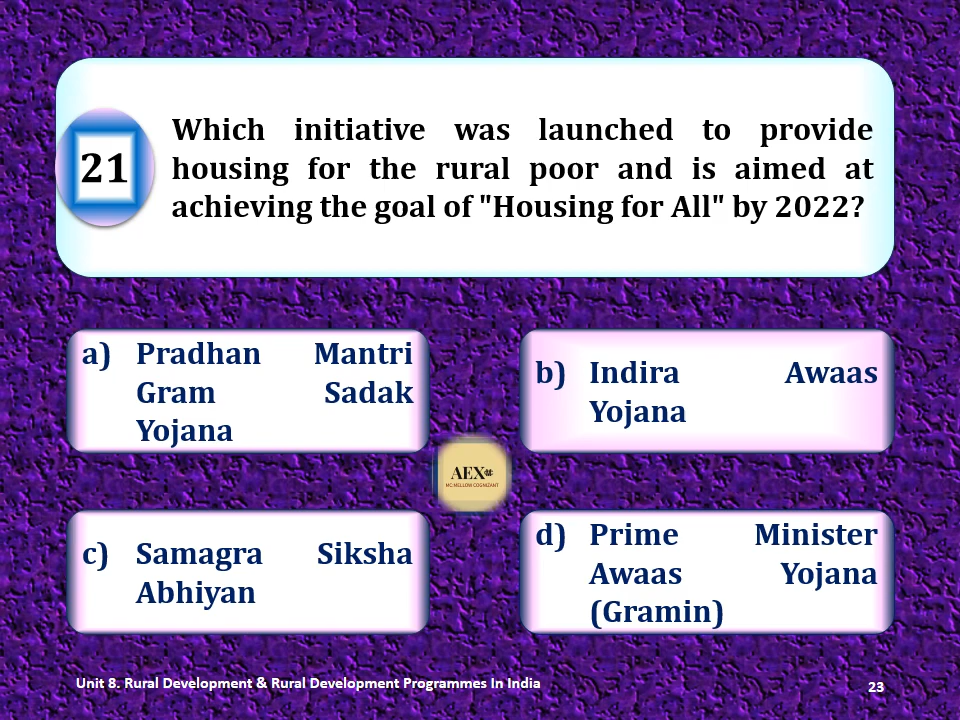 21
Which initiative was launched to provide
housing for the rural poor and is aimed at
achieving the goal of "Housing for All" by 2022?
a) Pradhan Mantri
Gram Sadak
Yojana
b) Indira Awaas
Yojana
AEX
MC MELLOW COGNIZANT
c) Samagra Siksha
Abhiyan
d) Prime Minister
Awaas Yojana
(Gramin)
Unit 8. Rural Development & Rural Development Programmes In India
23